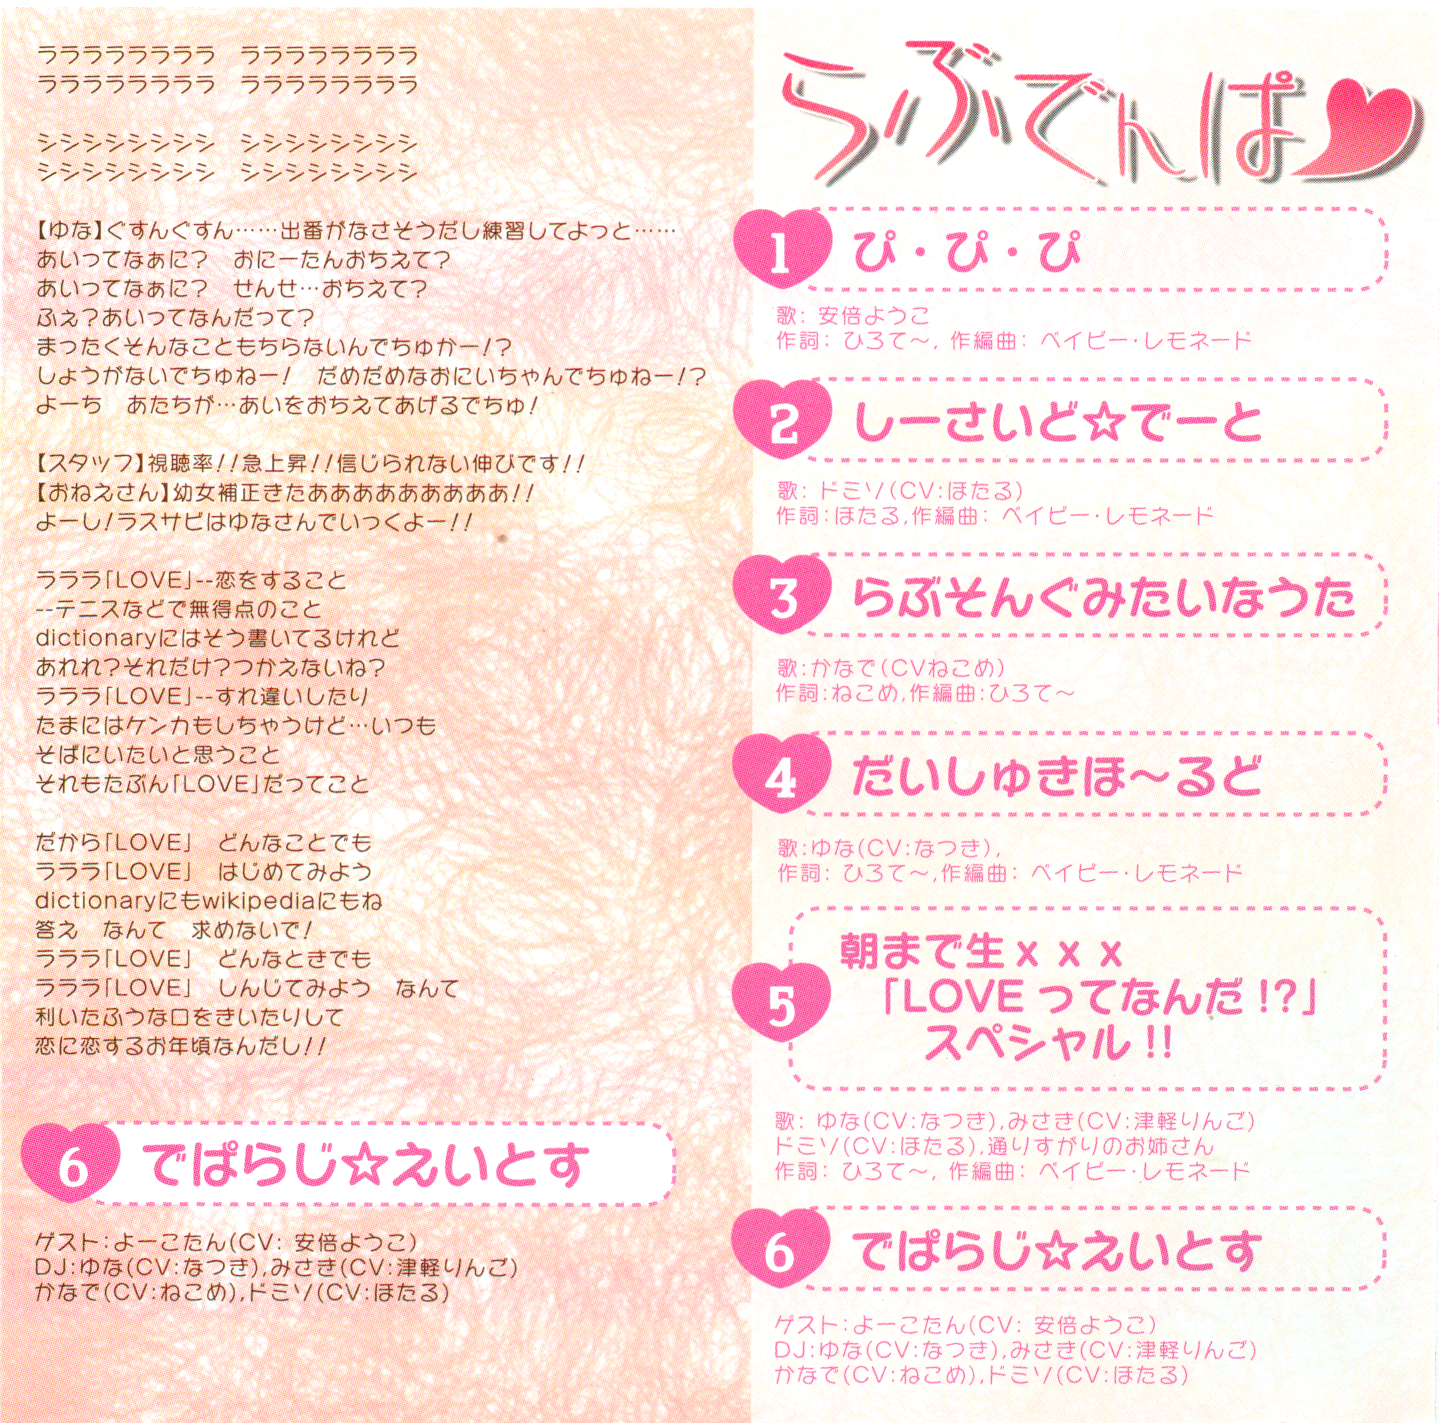 ララララララララ　ララララララララ
ララララララララ　ララララララララ
シシシシシシシシ　シシシシシシシシ
シシシシシシシシ　シシシシシシシシ
【ゆな】ぐすんぐすん……出番がなさそうだし練習してよっと……
あいってなぁに?　おにーたんおちえて?
あいってなぁに?　せんせ…おちえて?
ふぇ?あいってなんだって?
まったくそんなこともちらないんでちゅかー!?
しょうがないでちゅねー!　だめだめなおにいちゃんでちゅねー!?
よーち　あたちが…あいをおちえてあげるでちゅ!
【スタッフ】視聴率!!急上昇!!信じられない伸びです!!
【おねえさん】幼女補正きたあああああああああ!!
よーし!ラスサビはゆなさんでいっくよー!!
ラララ「LOVE」--恋をすること
--テニスなどで無得点のこと
dictionaryにはそう書いてるけれど
あれれ?それだけ?つかえないね?
ラララ「LOVE」--すれ違いしたり
たまにはケンカもしちゃうけど…いつも
そばにいたいと思うこと
それもたぶん「LOVE」だってこと
だから「LOVE」　どんなことでも
ラララ「LOVE」　はじめてみよう
dictionaryにもwikipediaにもね
答え　なんて　求めないで!
ラララ「LOVE」　どんなときでも
ラララ「LOVE」　しんじてみよう　なんて
利いたふうな口をきいたりして
恋に恋するお年頃なんだし!!
6 でぱらじ☆えいとす
ゲスト:よーこたん(CV: 安倍ようこ)
DJ:ゆな(CV:なつき),みさき(CV:津軽りんご)
かなで(CV:ねこめ),ドミソ(CV:ほたる)
らぶでんぱ
1 ぴ・ぴ・ぴ
歌: 安倍ようこ
作詞: ひろて〜, 作編曲: ベイビー・レモネード
2 しーさいど☆でーと
歌: ドミソ(CV:ほたる)
作詞:ほたる,作編曲: ベイビー・レモネード
3 らぶそんぐみたいなうた
歌:かなで(CVねこめ)
作詞:ねこめ,作編曲:ひろて〜
4 だいしゅきほ〜るど
歌:ゆな(CV:なつき),
作詞: ひろて〜,作編曲: ベイビー・レモネード
朝まで生ｘｘｘ
5 「LOVE ってなんだ !?」
スペシャル !!
歌: ゆな(CV:なつき),みさき(CV:津軽りんご)
ドミソ(CV:ほたる),通りすがりのお姉さん
作詞: ひろて〜, 作編曲: ベイビー・レモネード
6 でぱらじ☆えいとす
ゲスト:よーこたん(CV: 安倍ようこ)
DJ:ゆな(CV:なつき),みさき(CV:津軽りんご)
かなで(CV:ねこめ),ドミソ(CV:ほたる)